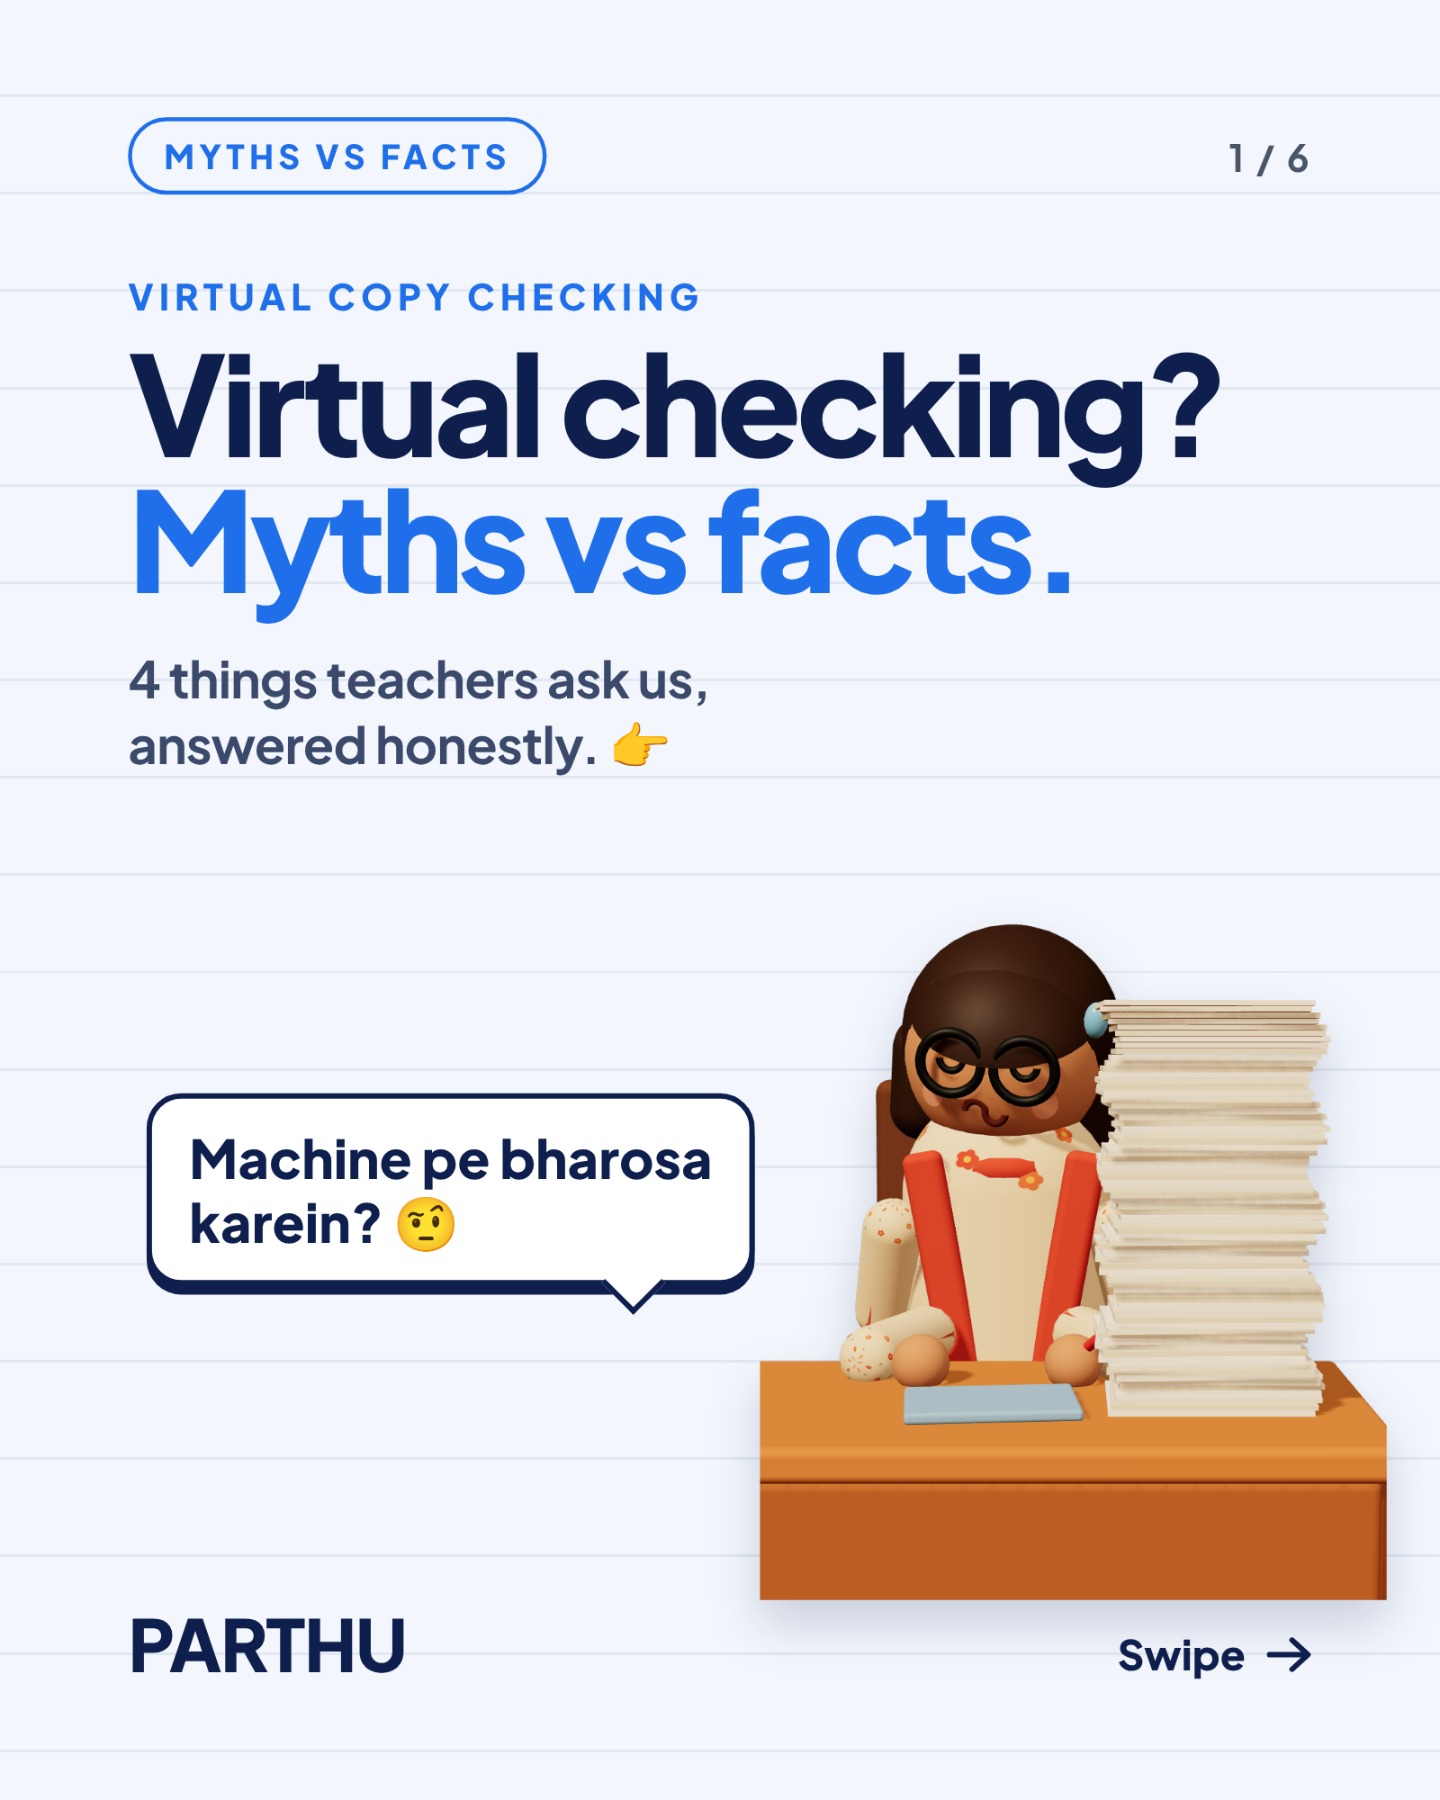 MYTHS VS FACTS
1 / 6
VIRTUAL COPY CHECKING
Virtual checking?
Myths vs facts.
4 things teachers ask us,
answered honestly. 👉
Machine pe bharosa
karein? 🤨
PARTHU
Swipe →